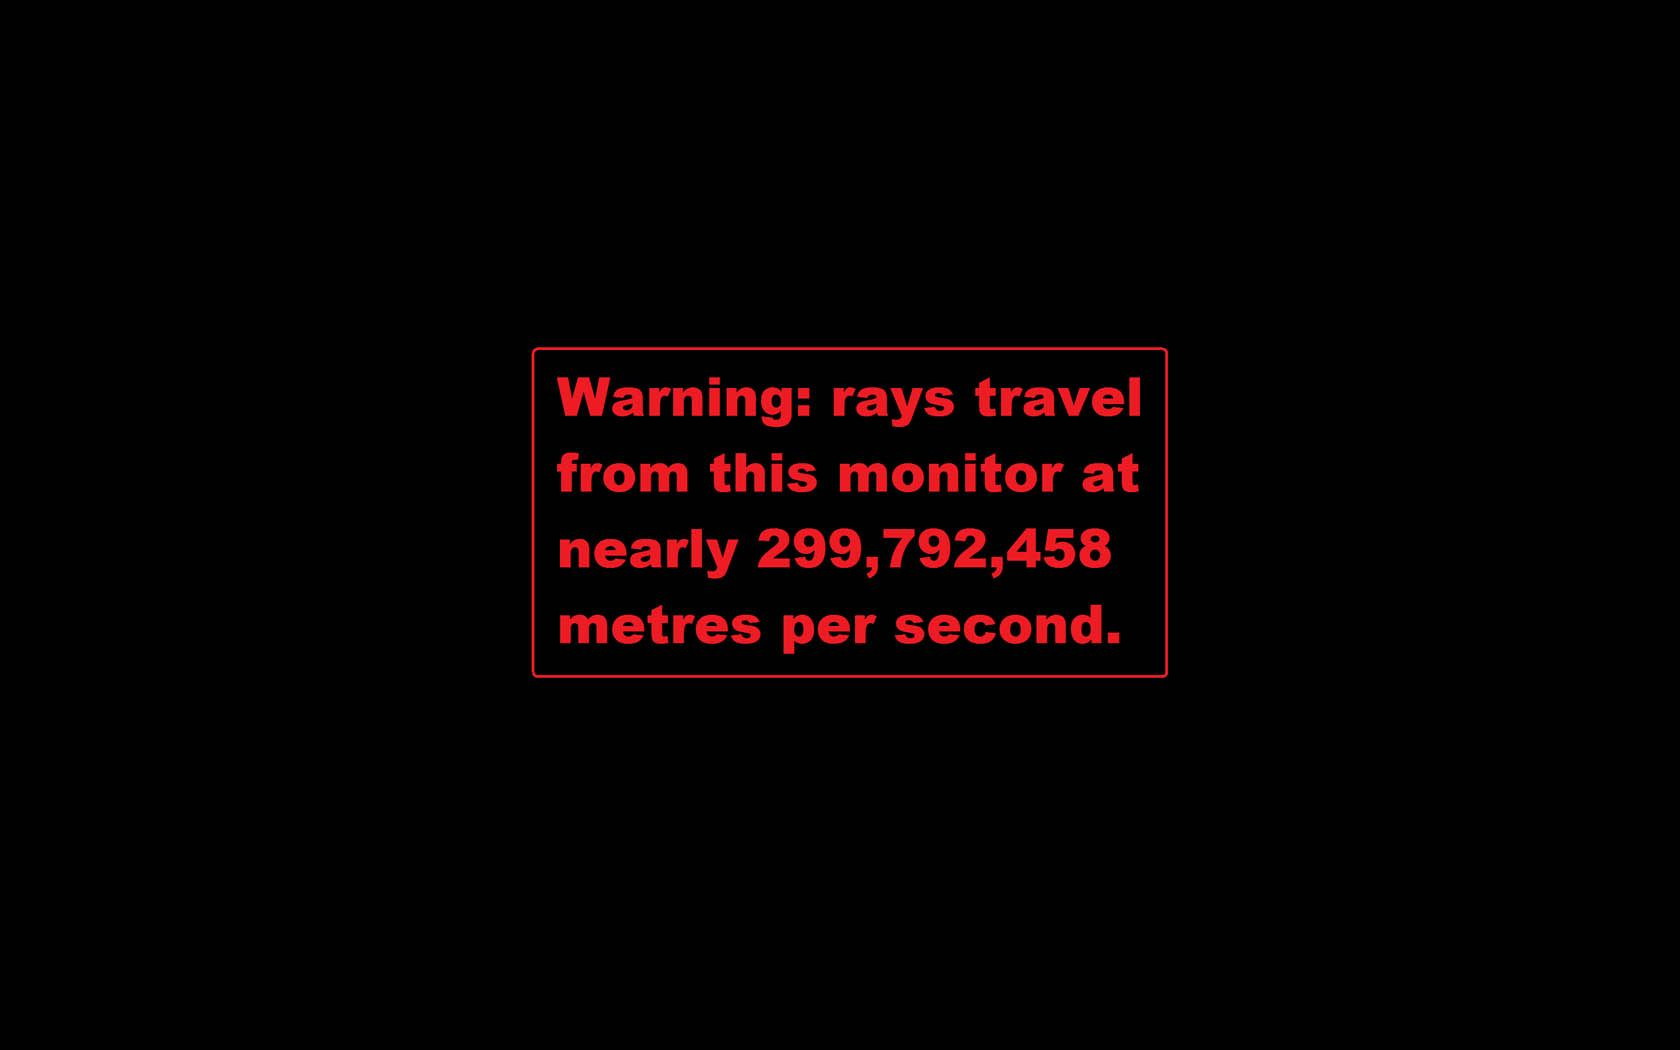 Warning: rays travel
from this monitor at
nearly 299,792,458
metres per second.